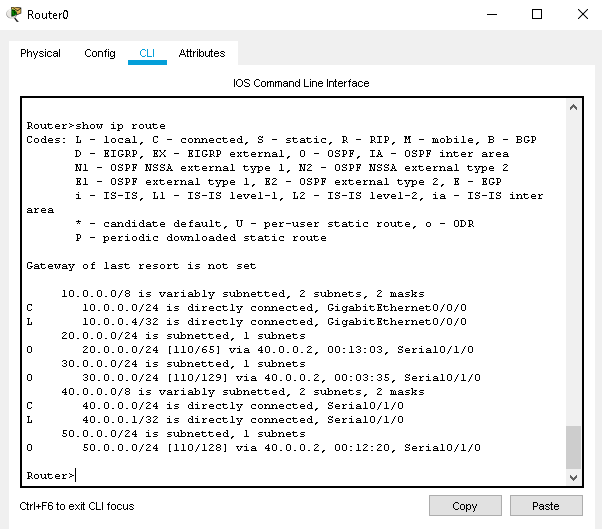 Router0
Physical Config CLI Attributes
IOS Command Line Interface
Router>show ip route
Codes: L - local, C - connected, S - static, R - RIP, M - mobile, B - BGP
D - EIGRP, EX - EIGRP external, O - OSPF, IA - OSPF inter area
N1 - OSPF NSSA external type 1, N2 - OSPF NSSA external type 2
E1 - OSPF external type 1, E2 - OSPF external type 2, E - EGP
i - IS-IS, L1 - IS-IS level-1, L2 - IS-IS level-2, ia - IS-IS inter
area
* - candidate default, U - per-user static route, o - ODR
P - periodic downloaded static route
Gateway of last resort is not set
10.0.0.0/8 is variably subnetted, 2 subnets, 2 masks
C 10.0.0.0/24 is directly connected, GigabitEthernet0/0/0
L 10.0.0.4/32 is directly connected, GigabitEthernet0/0/0
20.0.0.0/24 is subnetted, 1 subnets
O 20.0.0.0/24 [110/65] via 40.0.0.2, 00:13:03, Serial0/1/0
30.0.0.0/24 is subnetted, 1 subnets
O 30.0.0.0/24 [110/129] via 40.0.0.2, 00:03:35, Serial0/1/0
40.0.0.0/8 is variably subnetted, 2 subnets, 2 masks
C 40.0.0.0/24 is directly connected, Serial0/1/0
L 40.0.0.1/32 is directly connected, Serial0/1/0
50.0.0.0/24 is subnetted, 1 subnets
O 50.0.0.0/24 [110/128] via 40.0.0.2, 00:12:20, Serial0/1/0
Router>
Ctrl+F6 to exit CLI focus
Copy Paste